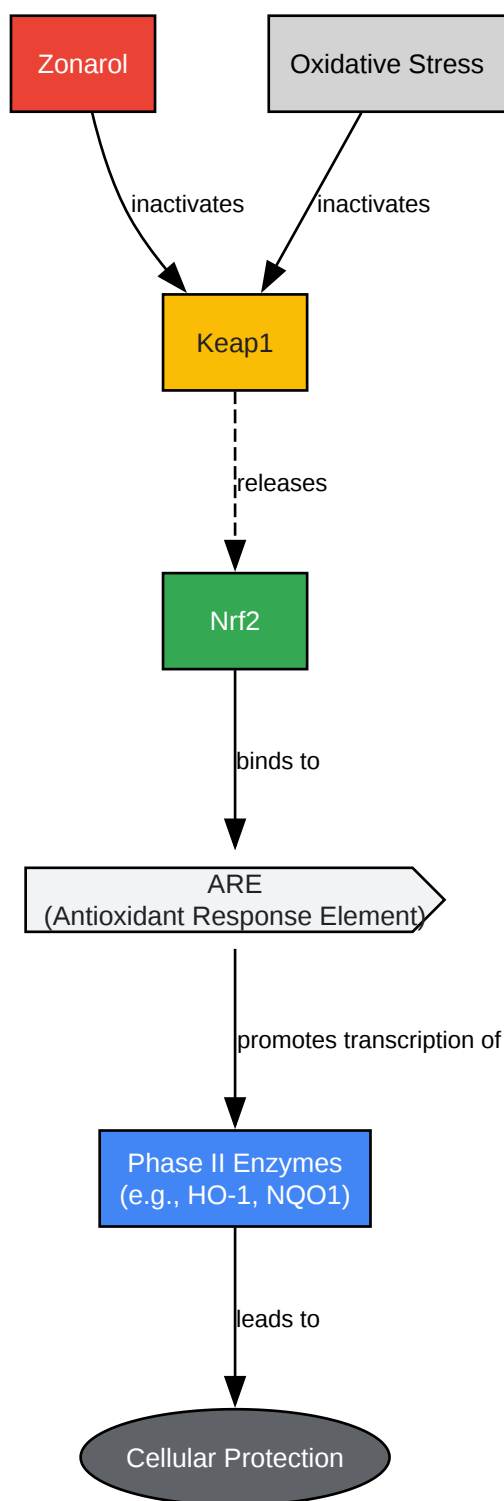 Zonarol
Oxidative Stress
inactivates
inactivates
Keap1
releases
Nrf2
binds to
ARE
(Antioxidant Response Element)
promotes transcription of
Phase II Enzymes
(e.g., HO-1, NQO1)
leads to
Cellular Protection